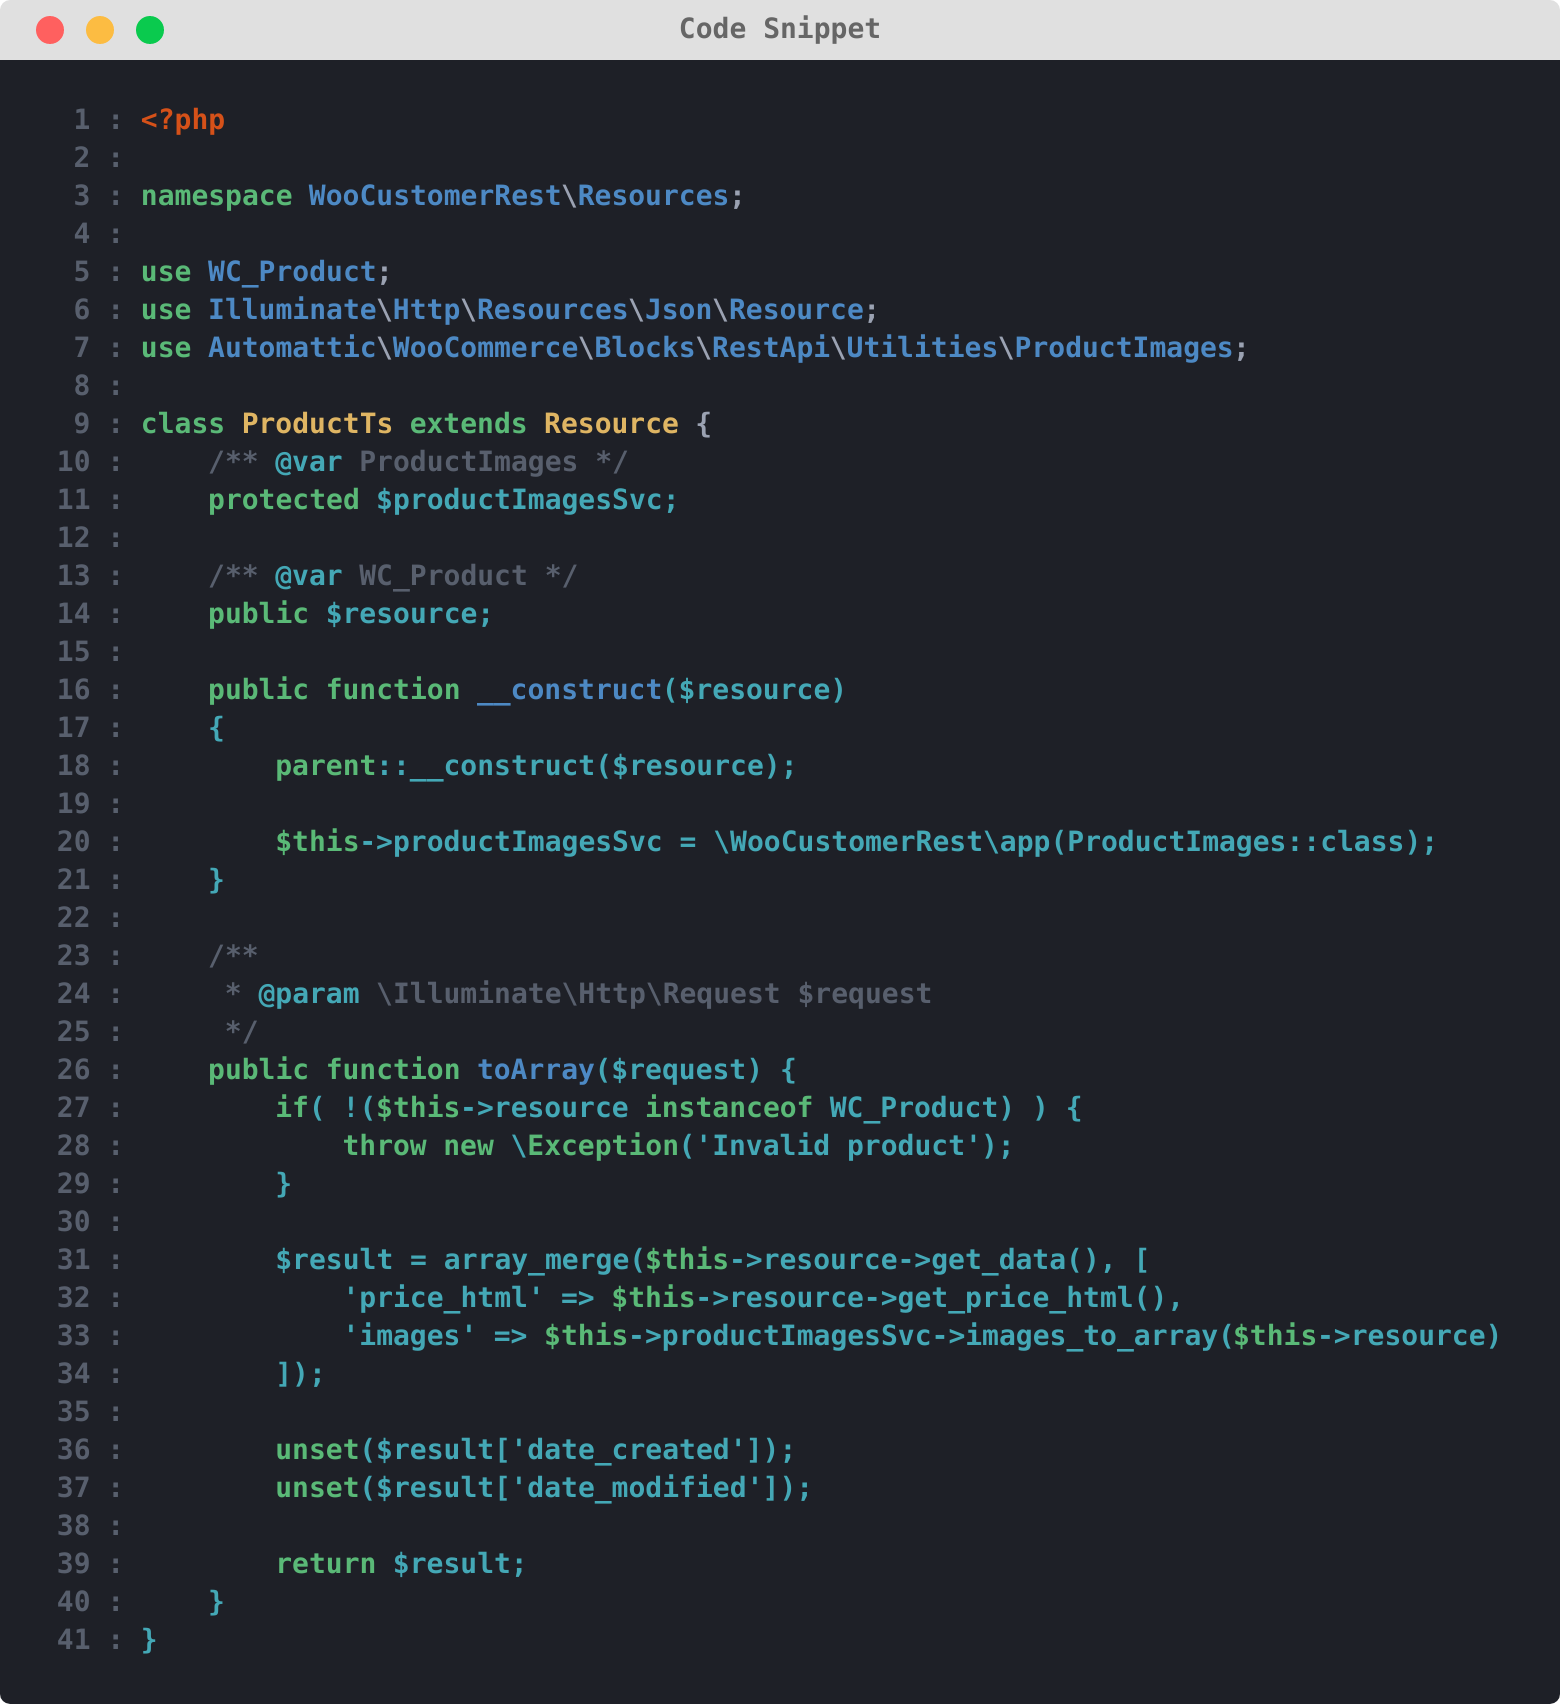 Code Snippet
1 : <?php
2 :
3 : namespace WooCustomerRest\Resources;
4 :
5 : use WC_Product;
6 : use Illuminate\Http\Resources\Json\Resource;
7 : use Automattic\WooCommerce\Blocks\RestApi\Utilities\ProductImages;
8 :
9 : class ProductTs extends Resource {
10 :     /** @var ProductImages */
11 :     protected $productImagesSvc;
12 :
13 :     /** @var WC_Product */
14 :     public $resource;
15 :
16 :     public function __construct($resource)
17 :     {
18 :         parent::__construct($resource);
19 :
20 :         $this->productImagesSvc = \WooCustomerRest\app(ProductImages::class);
21 :     }
22 :
23 :     /**
24 :      * @param \Illuminate\Http\Request $request
25 :      */
26 :     public function toArray($request) {
27 :         if( !($this->resource instanceof WC_Product) ) {
28 :             throw new \Exception('Invalid product');
29 :         }
30 :
31 :         $result = array_merge($this->resource->get_data(), [
32 :             'price_html' => $this->resource->get_price_html(),
33 :             'images' => $this->productImagesSvc->images_to_array($this->resource)
34 :         ]);
35 :
36 :         unset($result['date_created']);
37 :         unset($result['date_modified']);
38 :
39 :         return $result;
40 :     }
41 : }